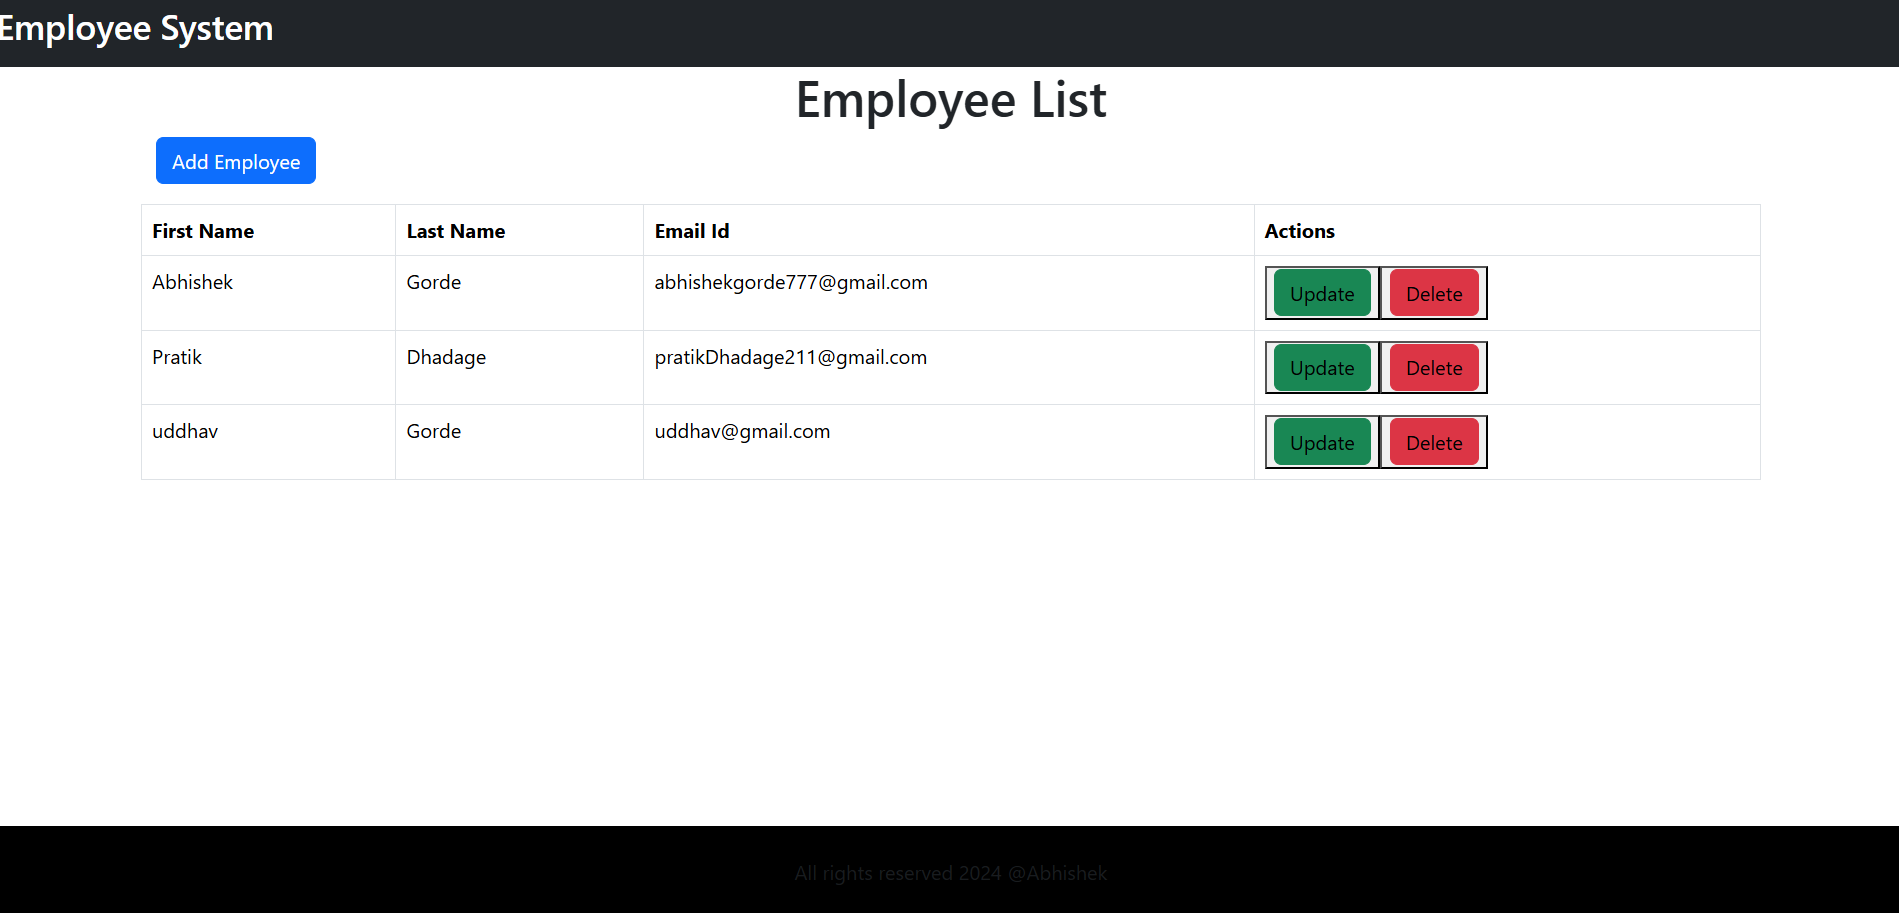 Employee System
Employee List
Add Employee
First Name Last Name Email Id Actions
Abhishek Gorde abhishekgorde777@gmail.com Update Delete
Pratik Dhadage pratikDhadage211@gmail.com Update Delete
uddhav Gorde uddhav@gmail.com Update Delete
All rights reserved 2024 @Abhishek